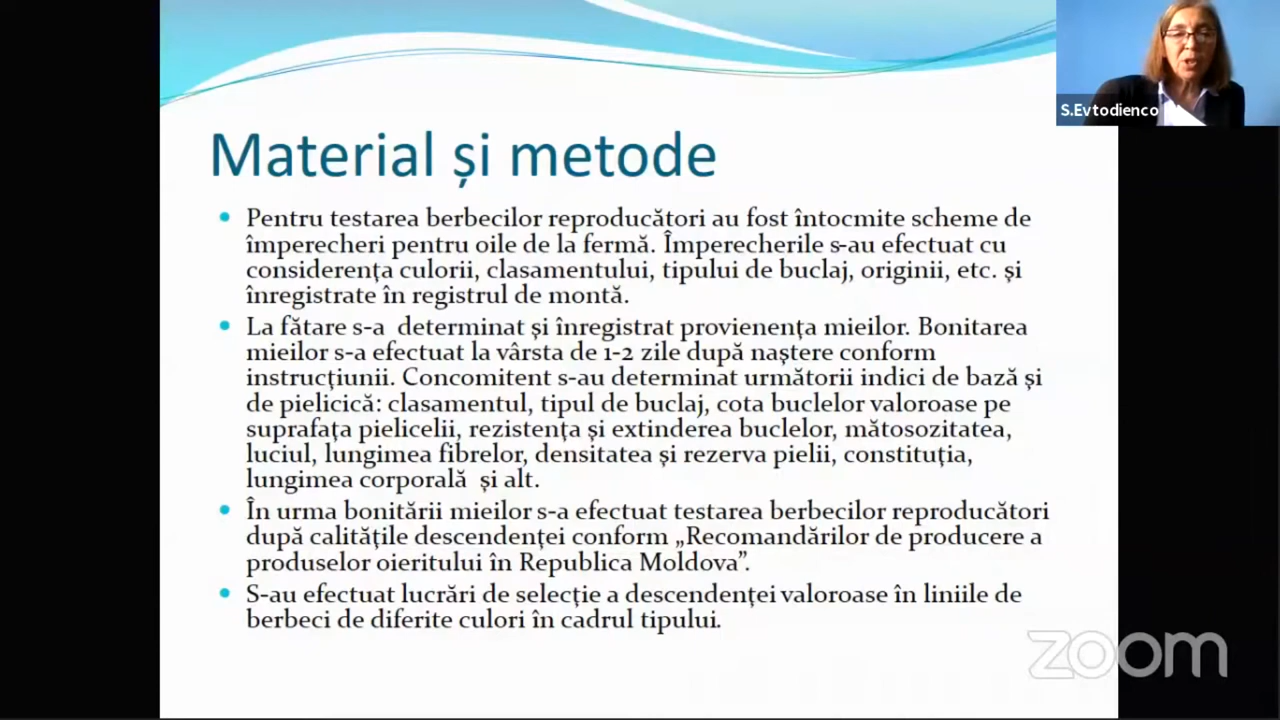 S.Evtodienco
Material și metode
Pentru testarea berbecilor reproducători au fost întocmite scheme de
împerecheri pentru oile de la fermă. Împerecherile s-au efectuat cu
considerența culorii, clasamentului, tipului de buclaj, originii, etc. și
înregistrate în registrul de montă.
La fătare s-a determinat și înregistrat provienența mieilor. Bonitarea
mieilor s-a efectuat la vârsta de 1-2 zile după naștere conform
instrucțiunii. Concomitent s-au determinat următorii indici de bază și
de pielicică: clasamentul, tipul de buclaj, cota buclelor valoroase pe
suprafața pielicelii, rezistența și extinderea buclelor, mătosozitatea,
luciul, lungimea fibrelor, densitatea și rezerva pielii, constituția,
lungimea corporală și alt.
În urma bonitării mieilor s-a efectuat testarea berbecilor reproducători
după calitățile descendenței conform „Recomandărilor de producere a
produselor oieritului în Republica Moldova”.
S-au efectuat lucrări de selecție a descendenței valoroase în liniile de
berbeci de diferite culori în cadrul tipului.
zoom